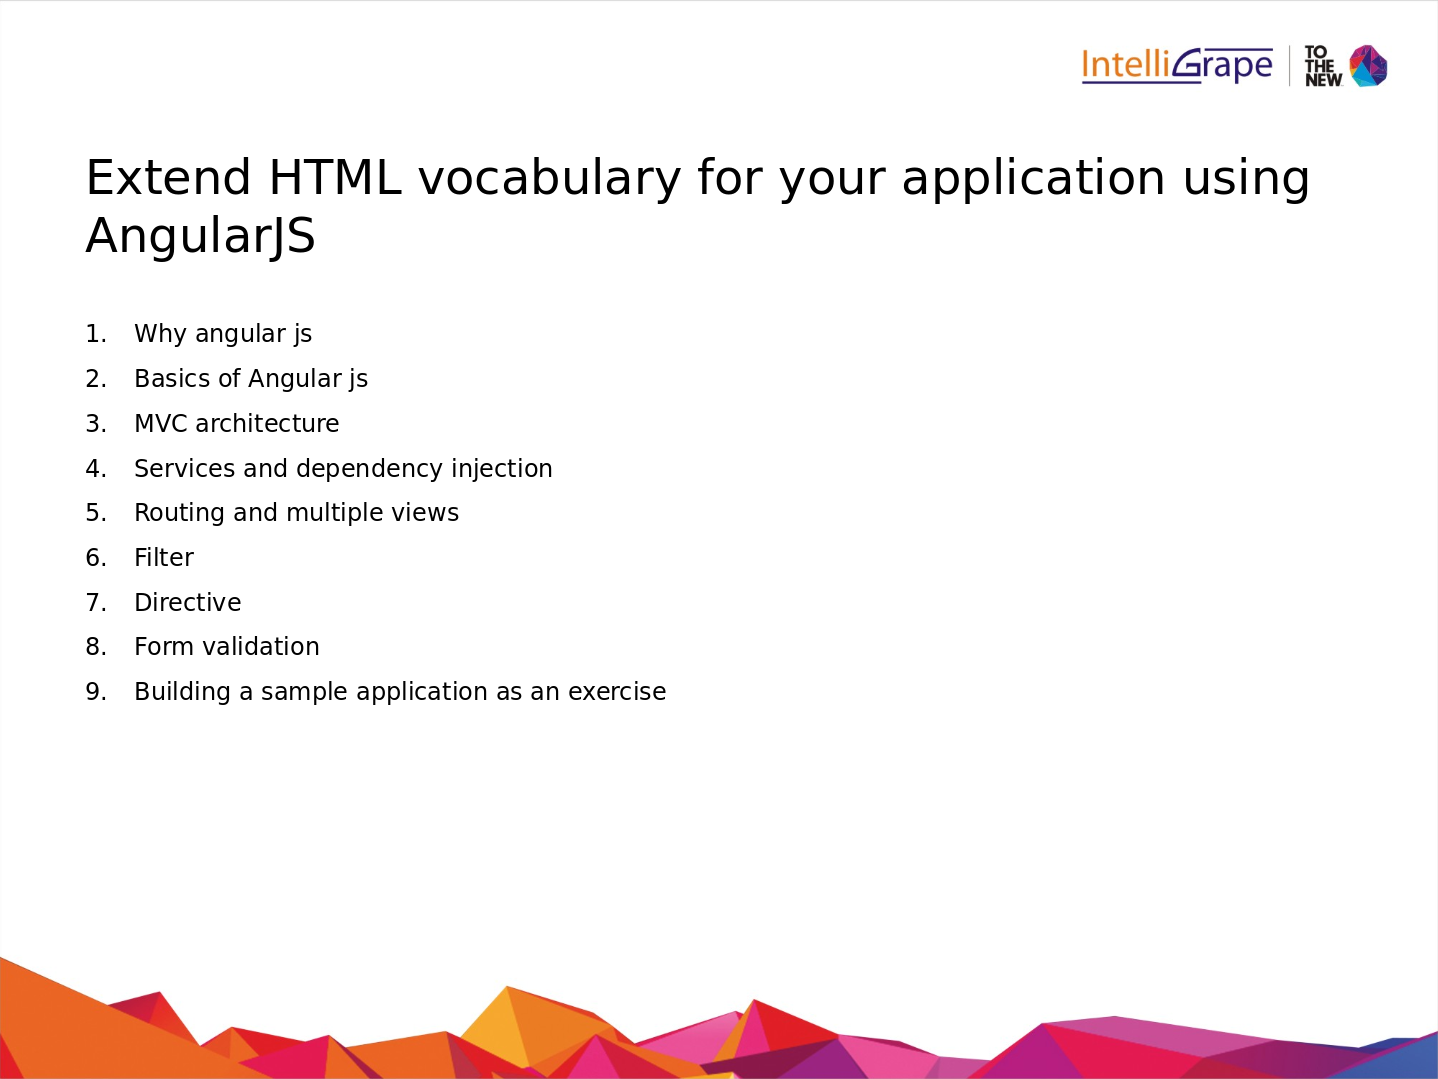 IntelliGrape
TO
THE
NEW
Extend HTML vocabulary for your application using
AngularJS
1. Why angular js
2. Basics of Angular js
3. MVC architecture
4. Services and dependency injection
5. Routing and multiple views
6. Filter
7. Directive
8. Form validation
9. Building a sample application as an exercise